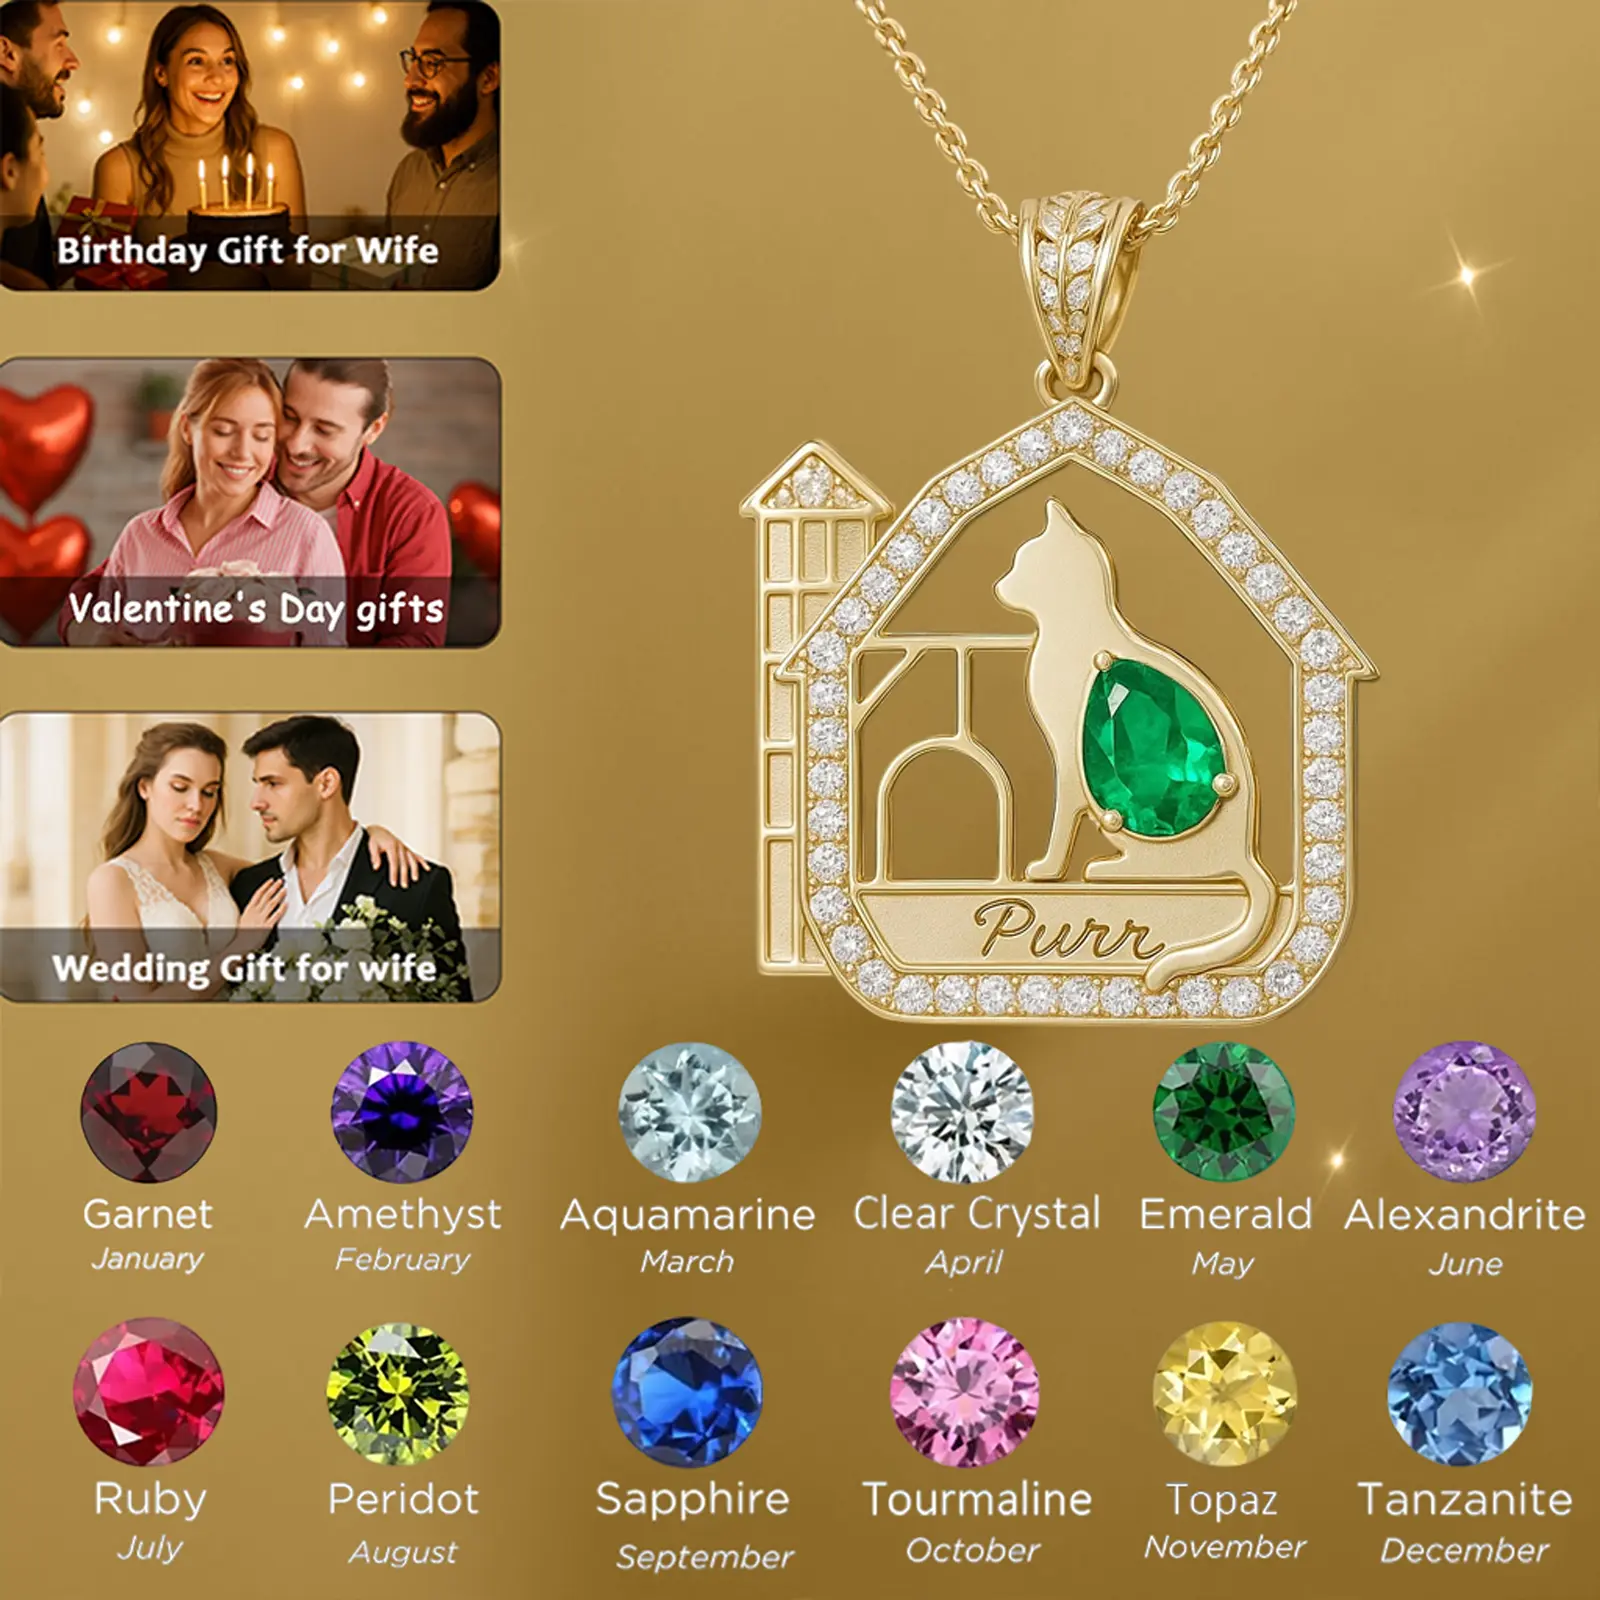 Birthday Gift for Wife
Valentine's Day gifts
Wedding Gift for wife
Purr
Garnet
January
Amethyst
February
Aquamarine
March
Clear Crystal
April
Emerald
May
Alexandrite
June
Ruby
July
Peridot
August
Sapphire
September
Tourmaline
October
Topaz
November
Tanzanite
December